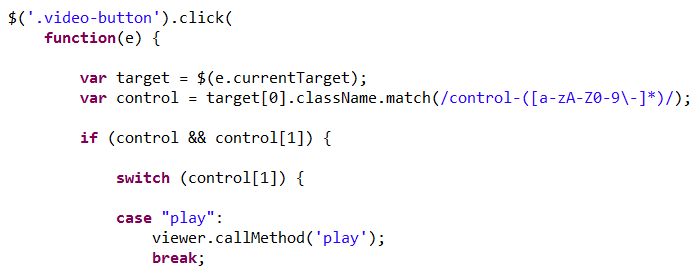 $('.video-button').click(
function(e) {
var target = $(e.currentTarget);
var control = target[0].className.match(/control-([a-zA-Z0-9\-]*)/);
if (control && control[1]) {
switch (control[1]) {
case "play":
viewer.callMethod('play');
break;